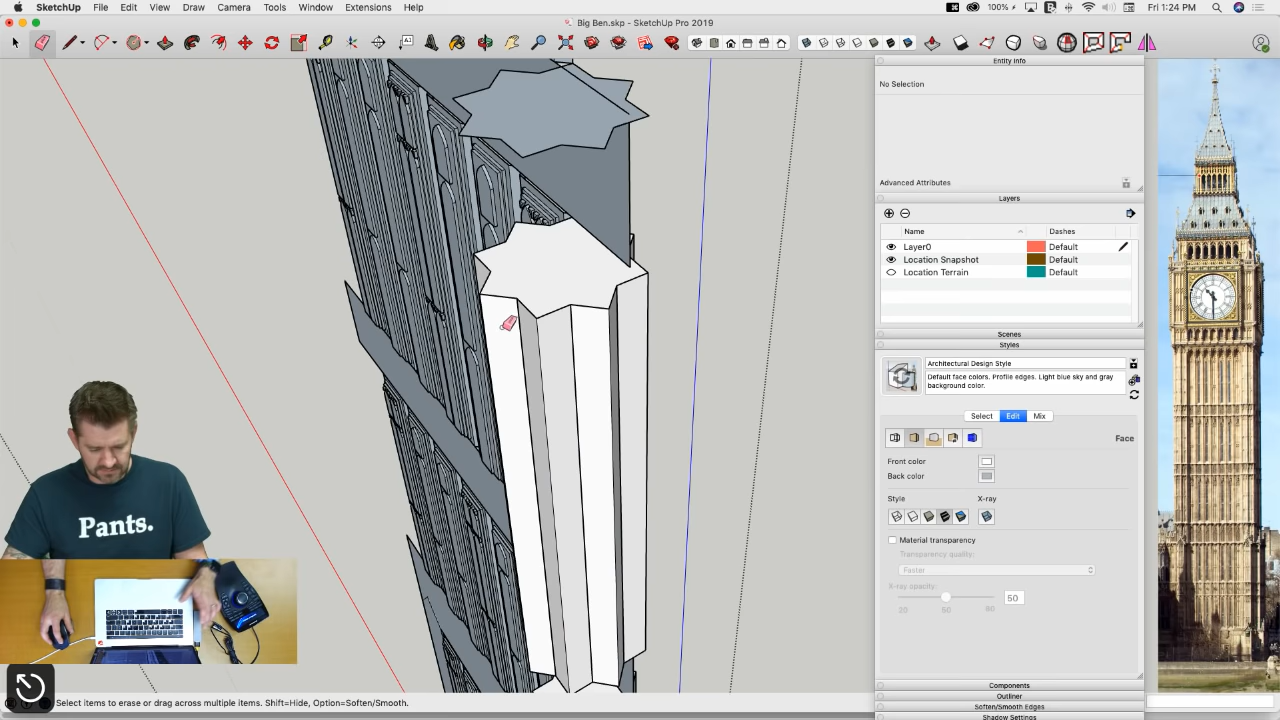 SketchUp File Edit View Draw Camera Tools Window Extensions Help 100% Fri 1:24 PM
Big Ben.skp - SketchUp Pro 2019
Entity Info
No Selection
Advanced Attributes
Layers
Name Dashes
Layer0 Default
Location Snapshot Default
Location Terrain Default
Scenes
Styles
Architectural Design Style
Default face colors. Profile edges. Light blue sky and gray
background color.
Select Edit Mix
Face
Front color
Back color
Style X-ray
Material transparency
Transparency quality:
Faster
X-ray opacity:
50
20 50 80
Components
Outliner
Soften/Smooth Edges
Shadow Settings
Pants.
Select items to erase or drag across multiple items. Shift=Hide, Option=Soften/Smooth.